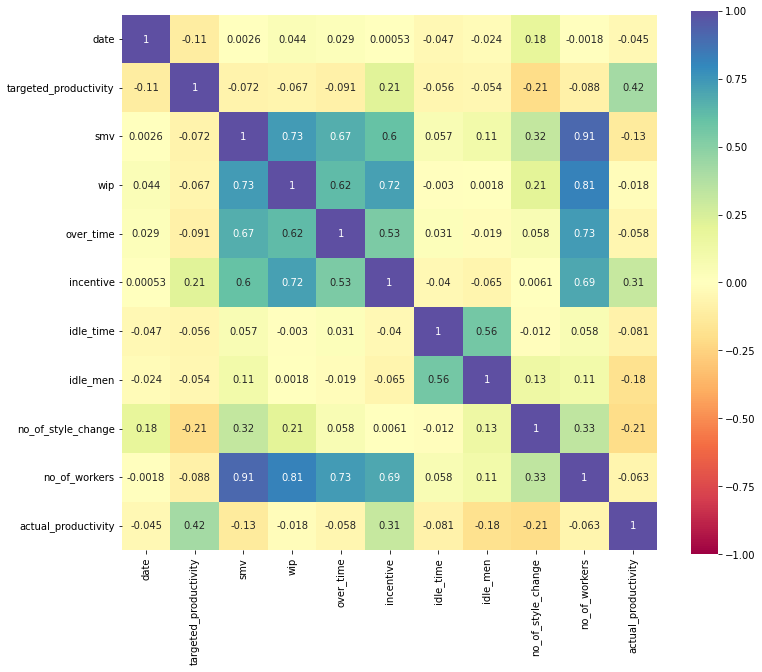 date 1 -0.11 0.0026 0.044 0.029 0.00053 -0.047 -0.024 0.18 -0.0018 -0.045
targeted_productivity -0.11 1 -0.072 -0.067 -0.091 0.21 -0.056 -0.054 -0.21 -0.088 0.42
smv 0.0026 -0.072 1 0.73 0.67 0.6 0.057 0.11 0.32 0.91 -0.13
wip 0.044 -0.067 0.73 1 0.62 0.72 -0.003 0.0018 0.21 0.81 -0.018
over_time 0.029 -0.091 0.67 0.62 1 0.53 0.031 -0.019 0.058 0.73 -0.058
incentive 0.00053 0.21 0.6 0.72 0.53 1 -0.04 -0.065 0.0061 0.69 0.31
idle_time -0.047 -0.056 0.057 -0.003 0.031 -0.04 1 0.56 -0.012 0.058 -0.081
idle_men -0.024 -0.054 0.11 0.0018 -0.019 -0.065 0.56 1 0.13 0.11 -0.18
no_of_style_change 0.18 -0.21 0.32 0.21 0.058 0.0061 -0.012 0.13 1 0.33 -0.21
no_of_workers -0.0018 -0.088 0.91 0.81 0.73 0.69 0.058 0.11 0.33 1 -0.063
actual_productivity -0.045 0.42 -0.13 -0.018 -0.058 0.31 -0.081 -0.18 -0.21 -0.063 1
date
targeted_productivity
smv
wip
over_time
incentive
idle_time
idle_men
no_of_style_change
no_of_workers
actual_productivity
1.00
0.75
0.50
0.25
0.00
−0.25
−0.50
−0.75
−1.00